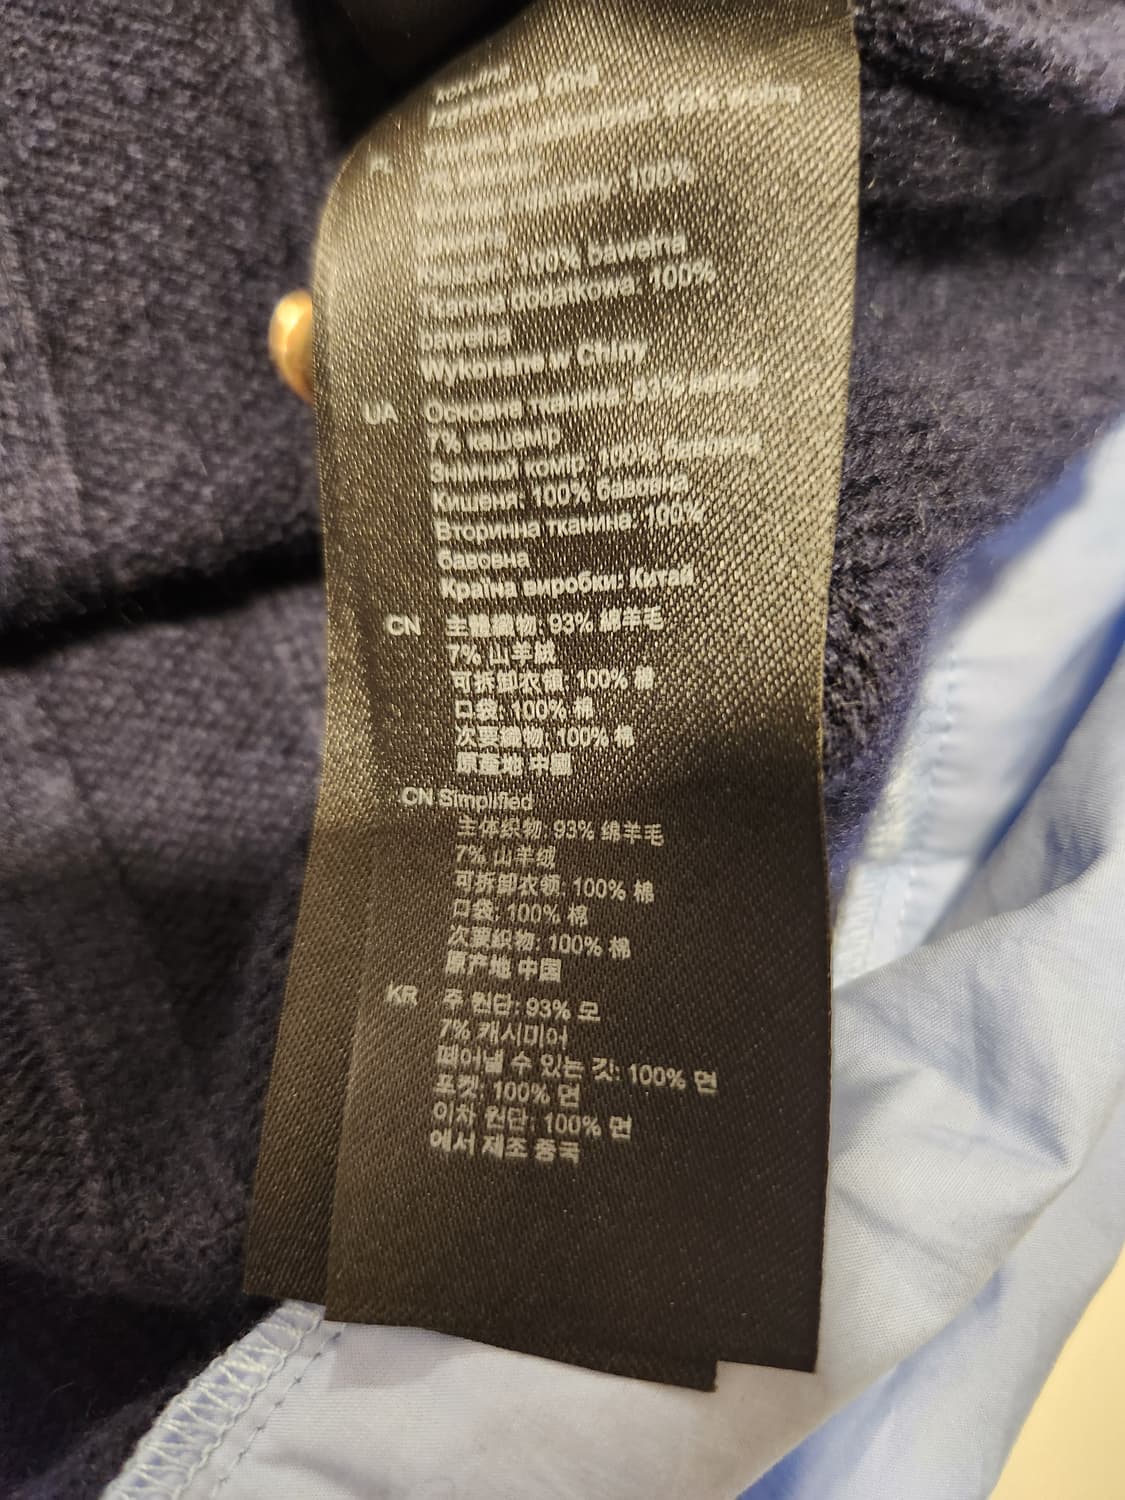 100%
Kieszeń: 100% bawełna
Tkanina dodatkowa: 100%
bawełna
Wykonane w Chiny
UA Основна тканина: 93%
7% кашемір
Знімний комір: 100% бавовна
Кишеня: 100% бавовна
Вторинна тканина: 100%
бавовна
Країна виробки: Китай
CN 主體織物: 93% 綿羊毛
7% 山羊絨
可拆卸衣領: 100% 棉
口袋: 100% 棉
次要織物: 100% 棉
原產地 中國
CN Simplified
主体织物: 93% 绵羊毛
7% 山羊绒
可拆卸衣领: 100% 棉
口袋: 100% 棉
次要织物: 100% 棉
原产地 中国
KR 주 원단: 93% 모
7% 캐시미어
떼어낼 수 있는 깃: 100% 면
포켓: 100% 면
이차 원단: 100% 면
에서 제조 중국